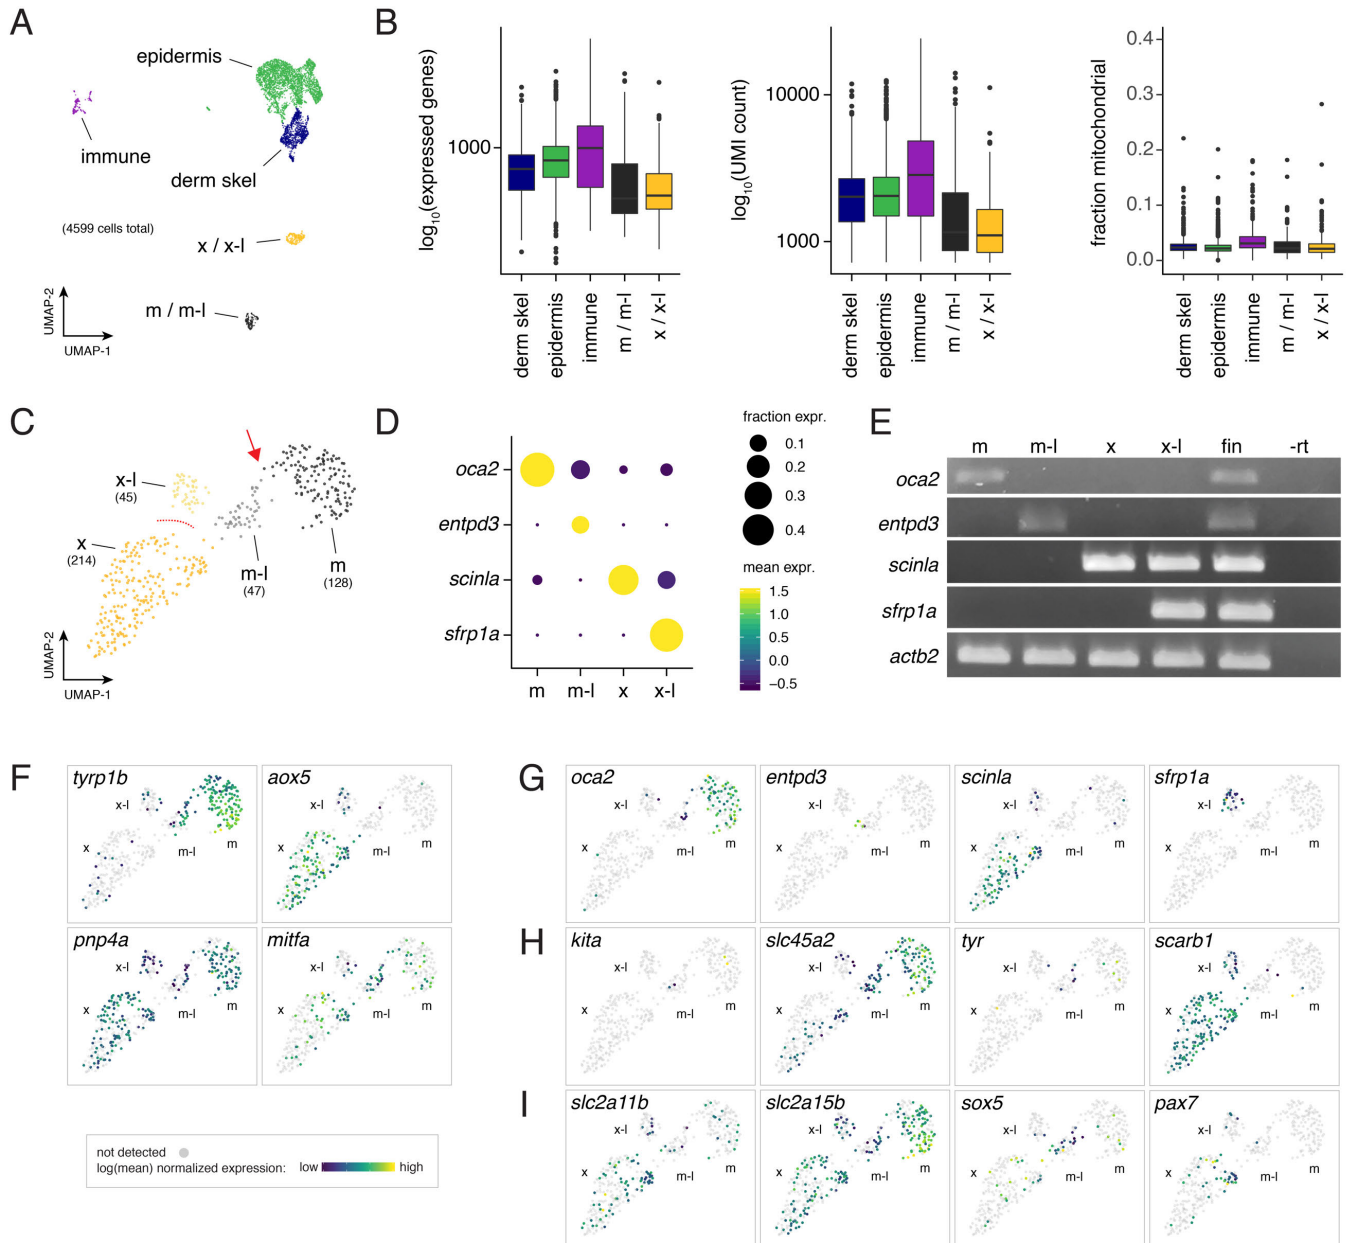 A
epidermis
immune
derm skel
(4599 cells total)
x / x-l
m / m-l
UMAP-2
UMAP-1
B
log10(expressed genes)
1000
derm skel
epidermis
immune
m / m-l
x / x-l
log10(UMI count)
10000
1000
derm skel
epidermis
immune
m / m-l
x / x-l
fraction mitochondrial
0.4
0.3
0.2
0.1
0.0
derm skel
epidermis
immune
m / m-l
x / x-l
C
x-l
(45)
x
(214)
m-l
(47)
m
(128)
UMAP-2
UMAP-1
D
oca2
entpd3
scinla
sfrp1a
m m-l x x-l
fraction expr.
0.1
0.2
0.3
0.4
mean expr.
1.5
1.0
0.5
0.0
−0.5
E
m m-l x x-l fin -rt
oca2
entpd3
scinla
sfrp1a
actb2
F
tyrp1b
x-l
x
m-l
m
aox5
x-l
x
m-l
m
pnp4a
x-l
x
m-l
m
mitfa
x-l
x
m-l
m
not detected
log(mean) normalized expression: low high
G
oca2
x-l
x
m-l
m
entpd3
x-l
x
m-l
m
scinla
x-l
x
m-l
m
sfrp1a
x-l
x
m-l
m
H
kita
x-l
x
m-l
m
slc45a2
x-l
x
m-l
m
tyr
x-l
x
m-l
m
scarb1
x-l
x
m-l
m
I
slc2a11b
x-l
x
m-l
m
slc2a15b
x-l
x
m-l
m
sox5
x-l
x
m-l
m
pax7
x-l
x
m-l
m